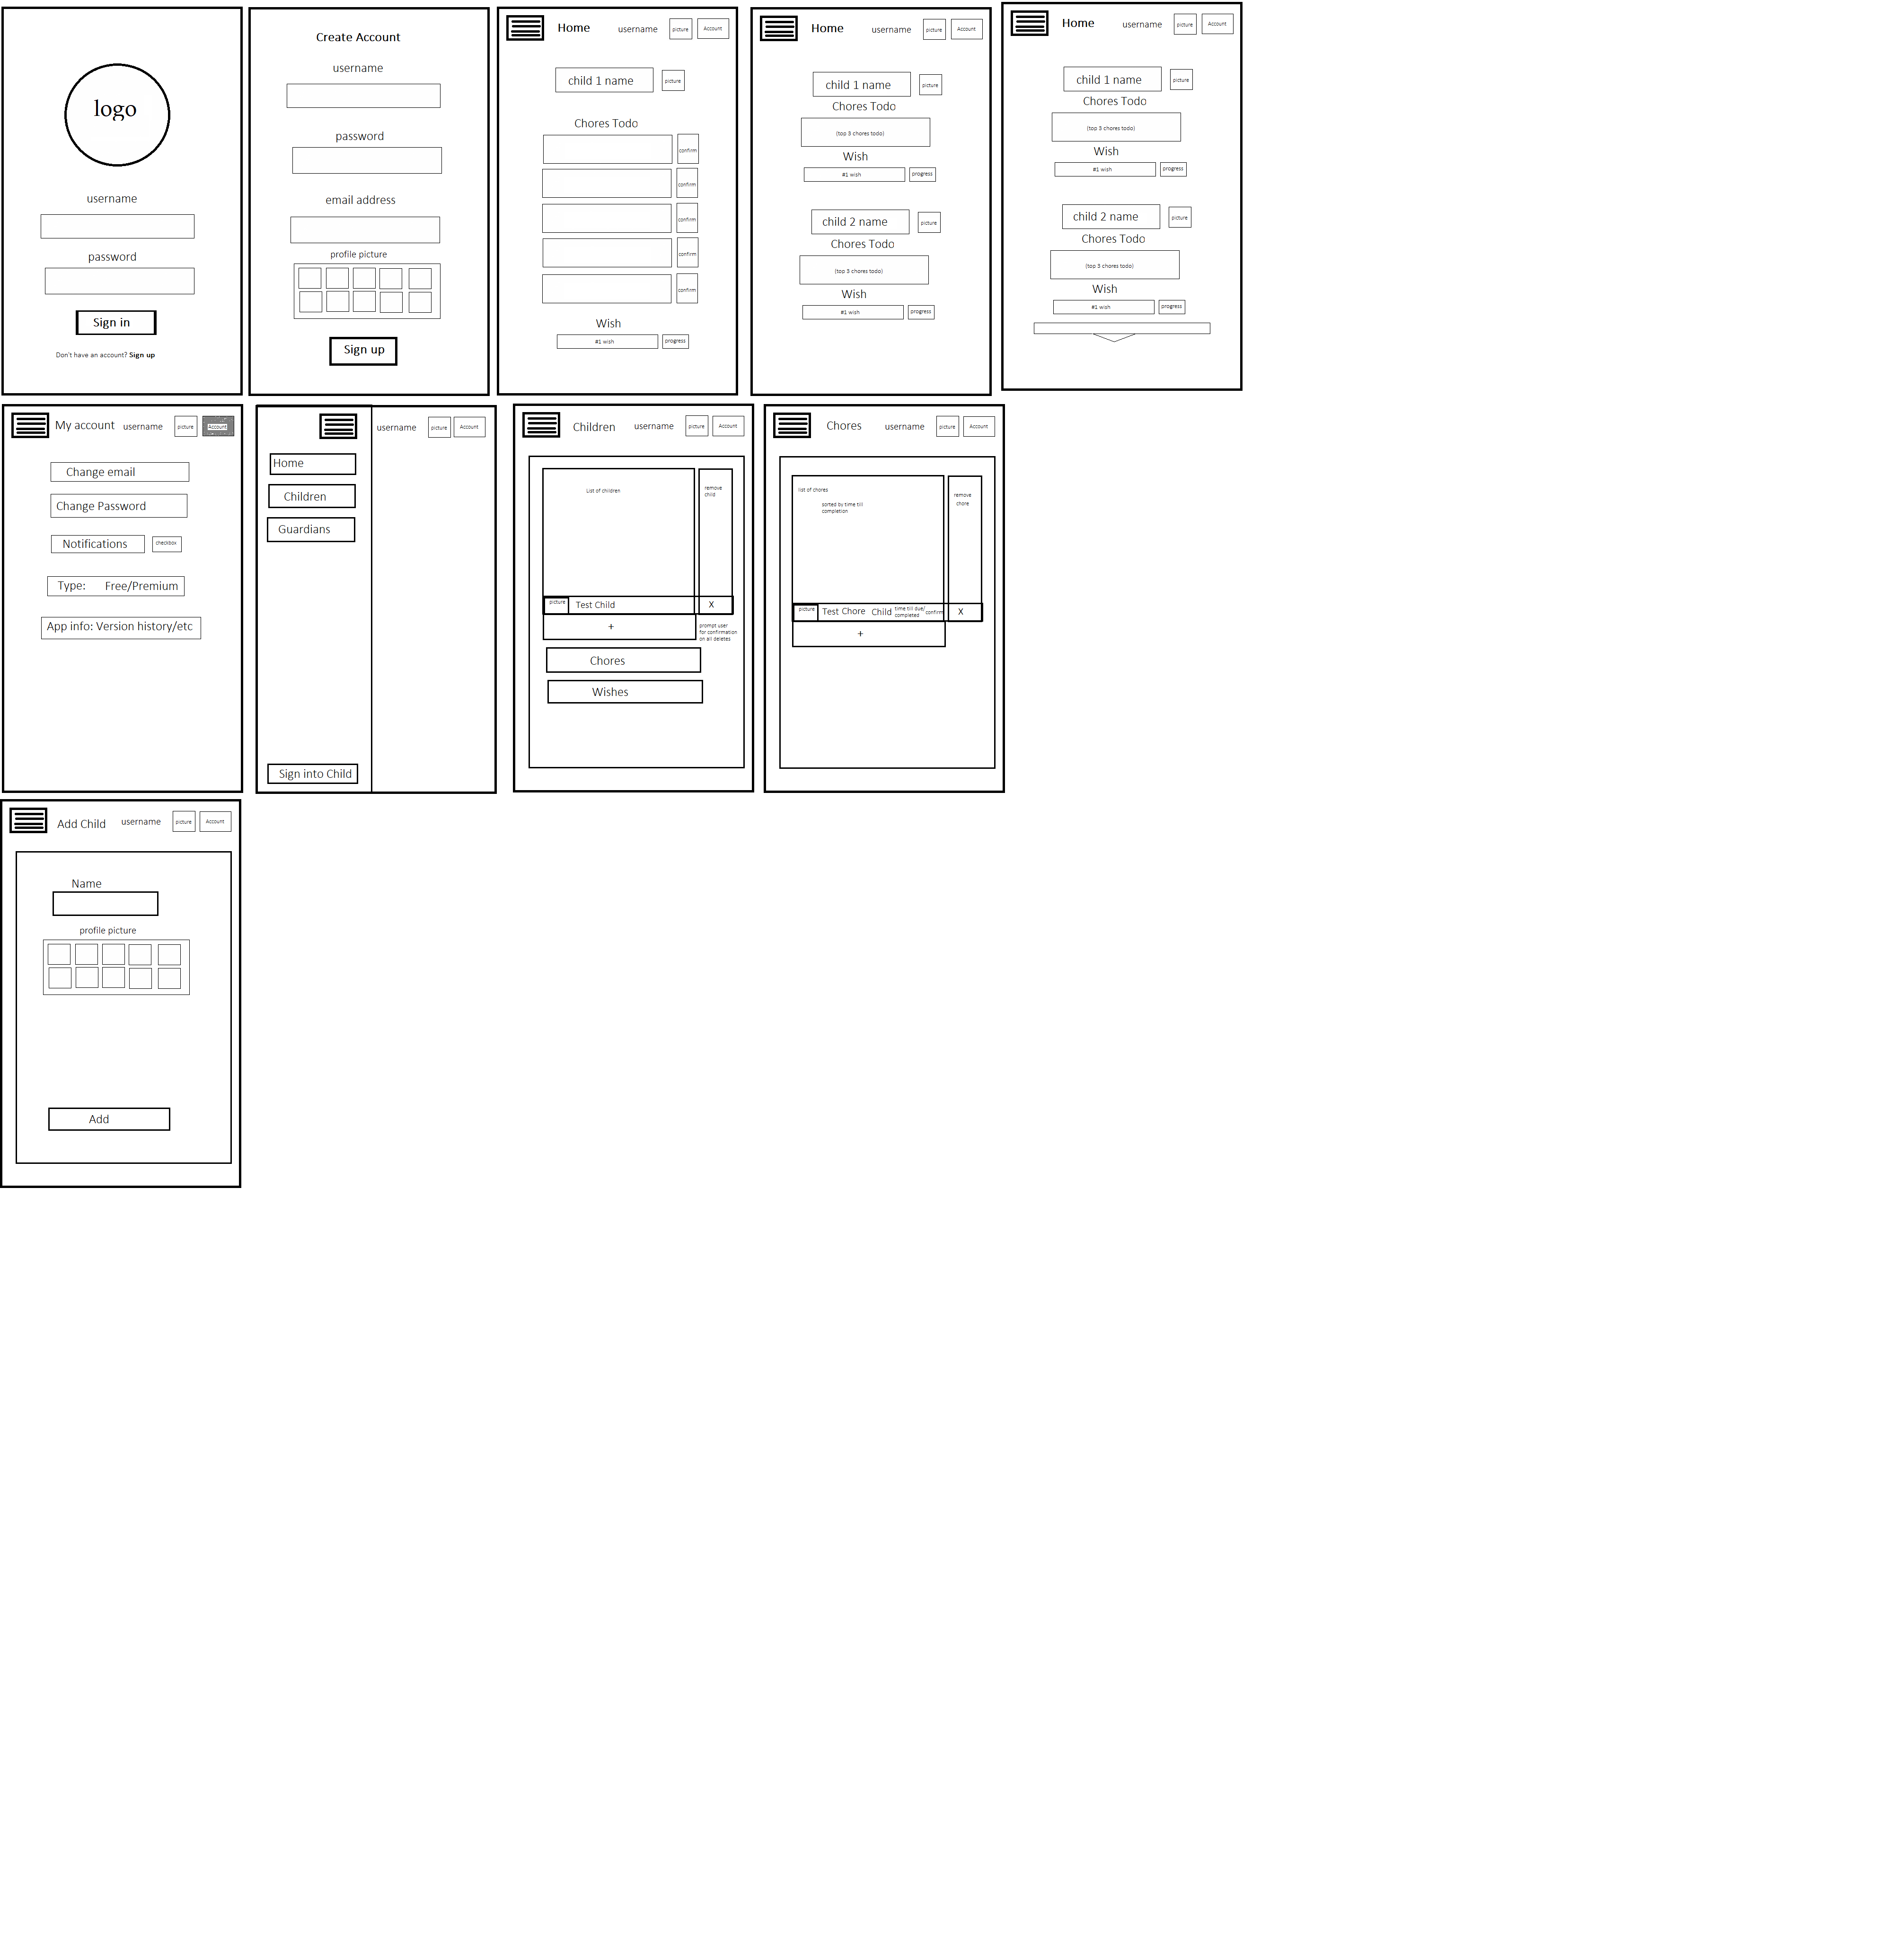 logo
username
password
Sign in
Don't have an account? Sign up
Create Account
username
password
email address
profile picture
Sign up
Home
username
picture
Account
child 1 name
picture
Chores Todo
confirm
confirm
confirm
confirm
confirm
Wish
#1 wish
progress
Home
username
picture
Account
child 1 name
picture
Chores Todo
(top 3 chores todo)
Wish
#1 wish
progress
child 2 name
picture
Chores Todo
(top 3 chores todo)
Wish
#1 wish
progress
Home
username
picture
Account
child 1 name
picture
Chores Todo
(top 3 chores todo)
Wish
#1 wish
progress
child 2 name
picture
Chores Todo
(top 3 chores todo)
Wish
#1 wish
progress
My account
username
picture
Account
Change email
Change Password
Notifications
checkbox
Type: Free/Premium
App info: Version history/etc
username
picture
Account
Home
Children
Guardians
Sign into Child
Children
username
picture
Account
List of children
remove
child
picture
Test Child
X
+
prompt user
for confirmation
on all deletes
Chores
Wishes
Chores
username
picture
Account
list of chores
sorted by time till
completion
remove
chore
picture
Test Chore
Child
time till due/
completed
confirm
X
+
Add Child
username
picture
Account
Name
profile picture
Add